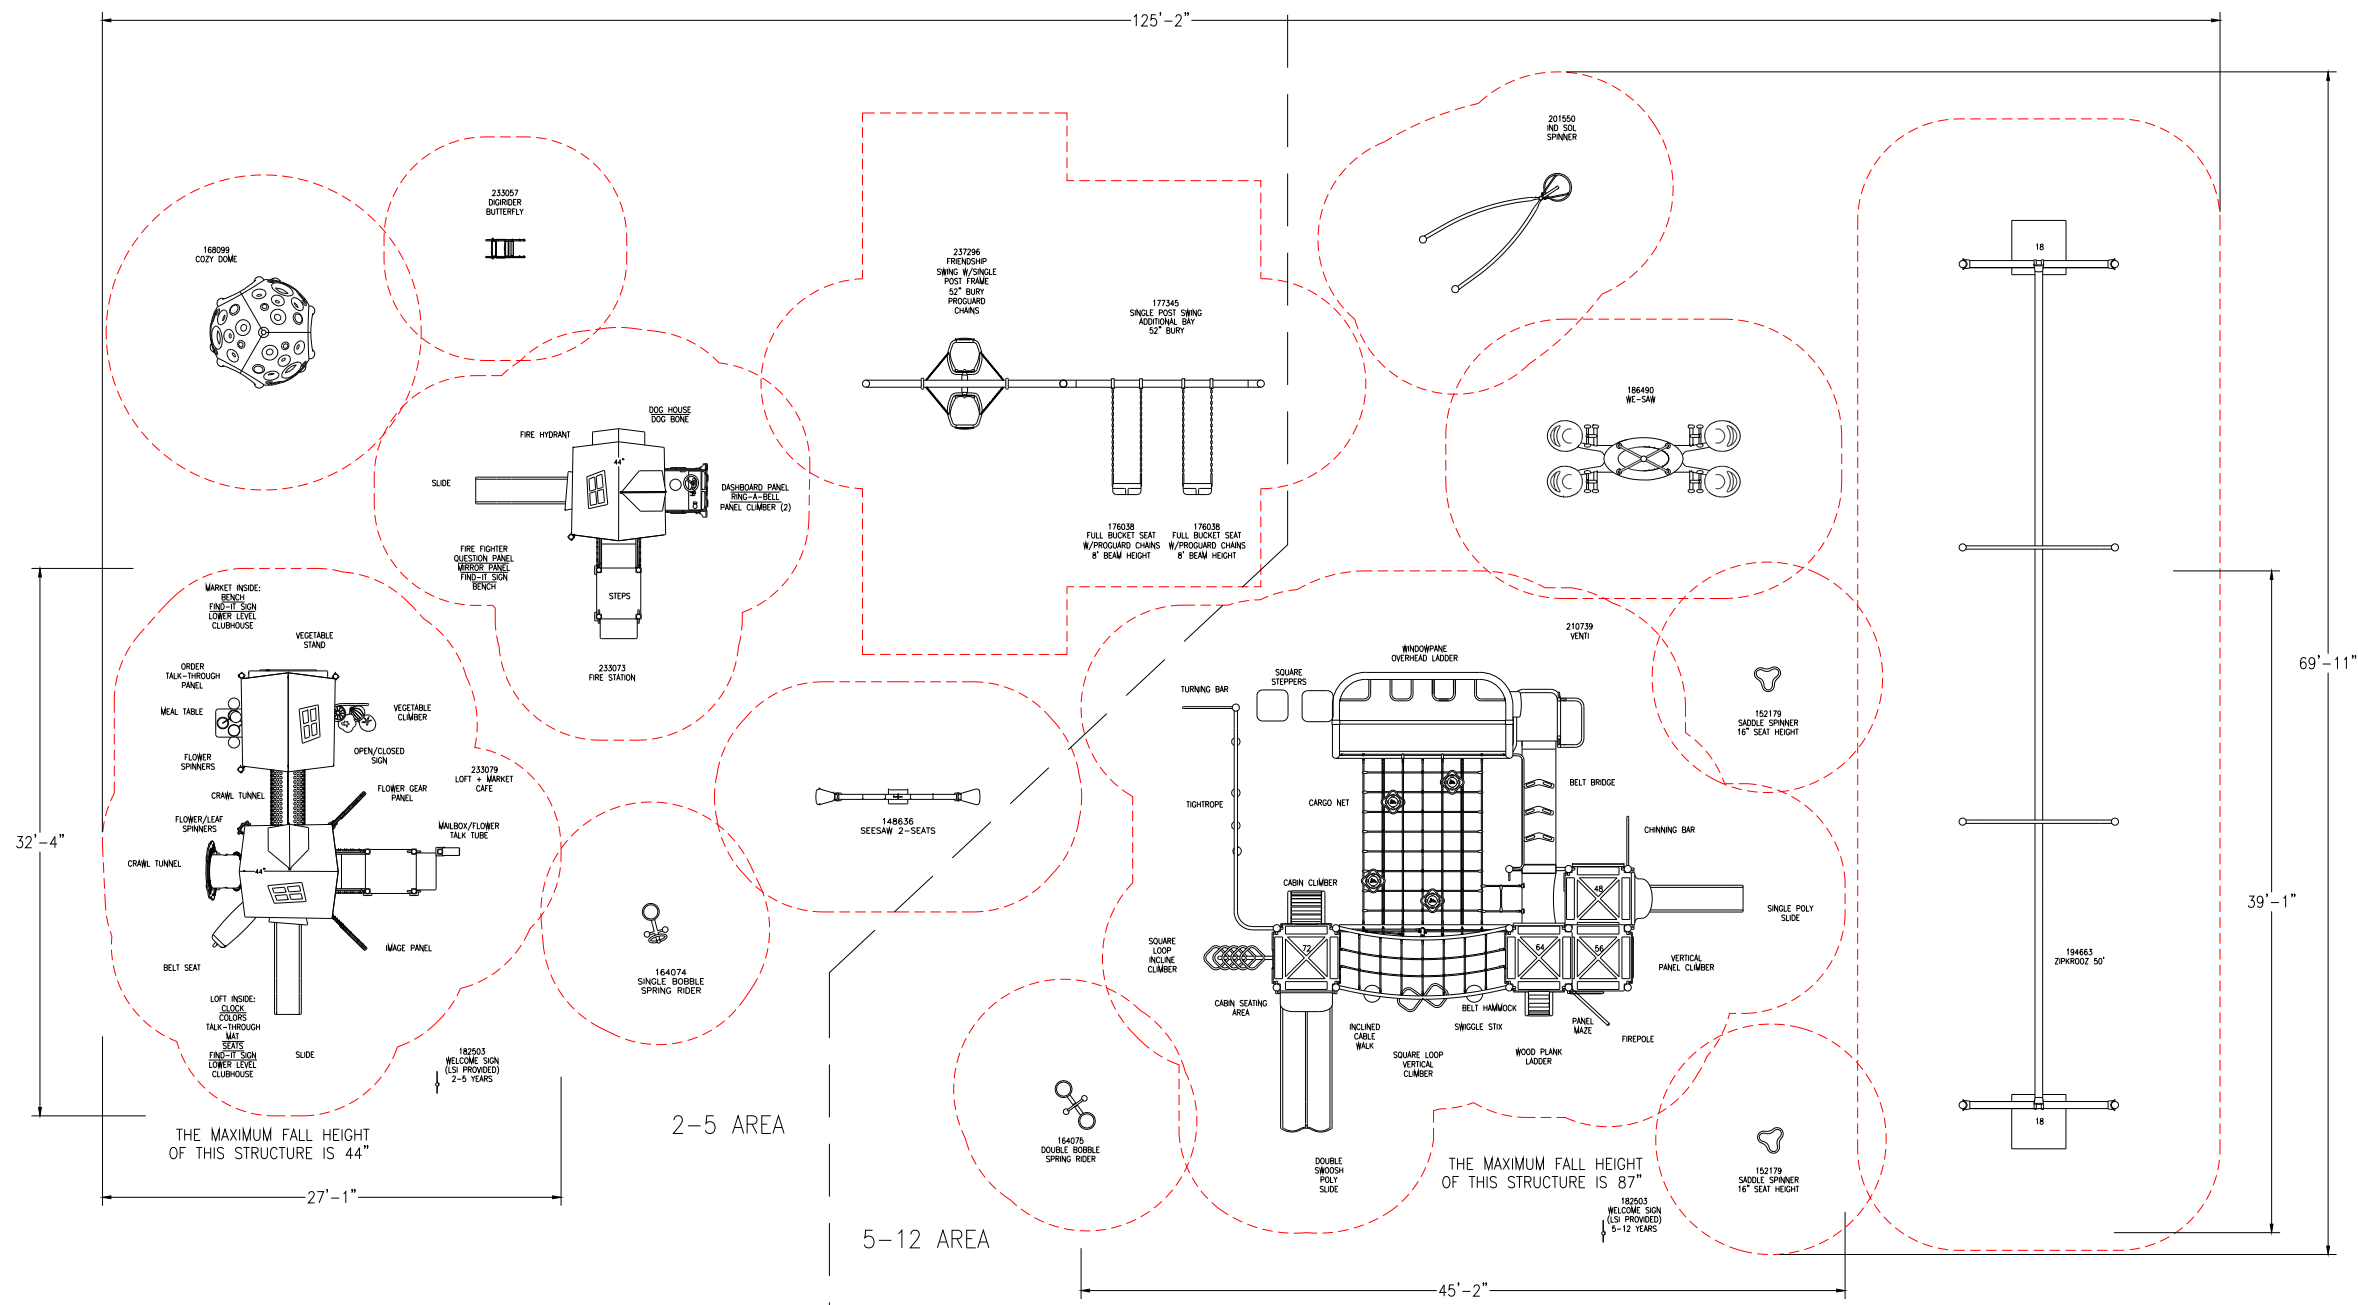 125'-2"
201550
IND SOL
SPINNER
233057
DIGIRIDER
BUTTERFLY
168099
COZY DOME
237296
FRIENDSHIP
SWING W/SINGLE
POST FRAME
52" BURY
PROGUARD
CHAINS
177345
SINGLE POST SWING
ADDITIONAL BAY
52" BURY
18
186490
WE-SAW
DOG HOUSE
DOG BONE
FIRE HYDRANT
44"
SLIDE
DASHBOARD PANEL
RING-A-BELL
PANEL CLIMBER (2)
FIRE FIGHTER
QUESTION PANEL
MIRROR PANEL
FIND-IT SIGN
BENCH
STEPS
233073
FIRE STATION
176038
FULL BUCKET SEAT
W/PROGUARD CHAINS
8' BEAM HEIGHT
176038
FULL BUCKET SEAT
W/PROGUARD CHAINS
8' BEAM HEIGHT
MARKET INSIDE:
BENCH
FIND-IT SIGN
LOWER LEVEL
CLUBHOUSE
VEGETABLE
STAND
ORDER
TALK-THROUGH
PANEL
MEAL TABLE
VEGETABLE
CLIMBER
FLOWER
SPINNERS
OPEN/CLOSED
SIGN
233079
LOFT + MARKET
CAFE
CRAWL TUNNEL
FLOWER GEAR
PANEL
FLOWER/LEAF
SPINNERS
MAILBOX/FLOWER
TALK TUBE
32'-4"
CRAWL TUNNEL
44"
IMAGE PANEL
BELT SEAT
LOFT INSIDE:
CLOCK
COLORS
TALK-THROUGH
MAT
SEATS
FIND-IT SIGN
LOWER LEVEL
CLUBHOUSE
SLIDE
182503
WELCOME SIGN
(LSI PROVIDED)
2-5 YEARS
THE MAXIMUM FALL HEIGHT
OF THIS STRUCTURE IS 44"
27'-1"
164074
SINGLE BOBBLE
SPRING RIDER
148636
SEESAW 2-SEATS
2-5 AREA
5-12 AREA
210739
VENTI
WINDOWPANE
OVERHEAD LADDER
SQUARE
STEPPERS
TURNING BAR
69'-11"
152179
SADDLE SPINNER
16" SEAT HEIGHT
TIGHTROPE
CARGO NET
BELT BRIDGE
CHINNING BAR
CABIN CLIMBER
48
SINGLE POLY
SLIDE
39'-1"
SQUARE
LOOP
INCLINE
CLIMBER
72
64
56
VERTICAL
PANEL CLIMBER
194663
ZIPKROOZ 50'
CABIN SEATING
AREA
BELT HAMMOCK
INCLINED
CABLE
WALK
SWIGGLE STIX
PANEL
MAZE
FIREPOLE
SQUARE LOOP
VERTICAL
CLIMBER
WOOD PLANK
LADDER
164075
DOUBLE BOBBLE
SPRING RIDER
DOUBLE
SWOOSH
POLY
SLIDE
THE MAXIMUM FALL HEIGHT
OF THIS STRUCTURE IS 87"
182503
WELCOME SIGN
(LSI PROVIDED)
5-12 YEARS
152179
SADDLE SPINNER
16" SEAT HEIGHT
18
45'-2"